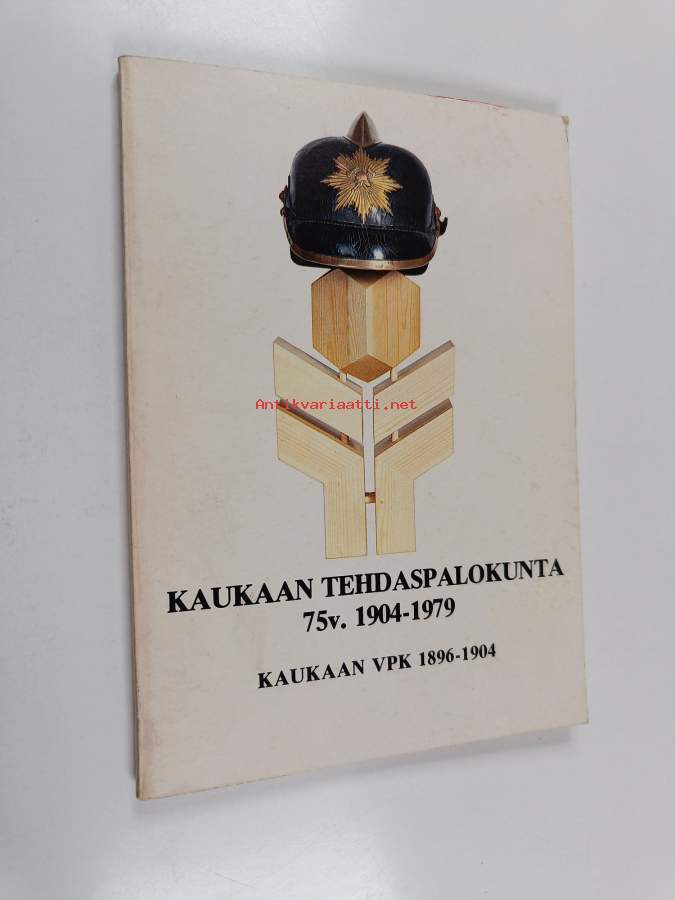 Antikvariaatti.net
KAUKAAN TEHDASPALOKUNTA
75v. 1904-1979
KAUKAAN VPK 1896-1904